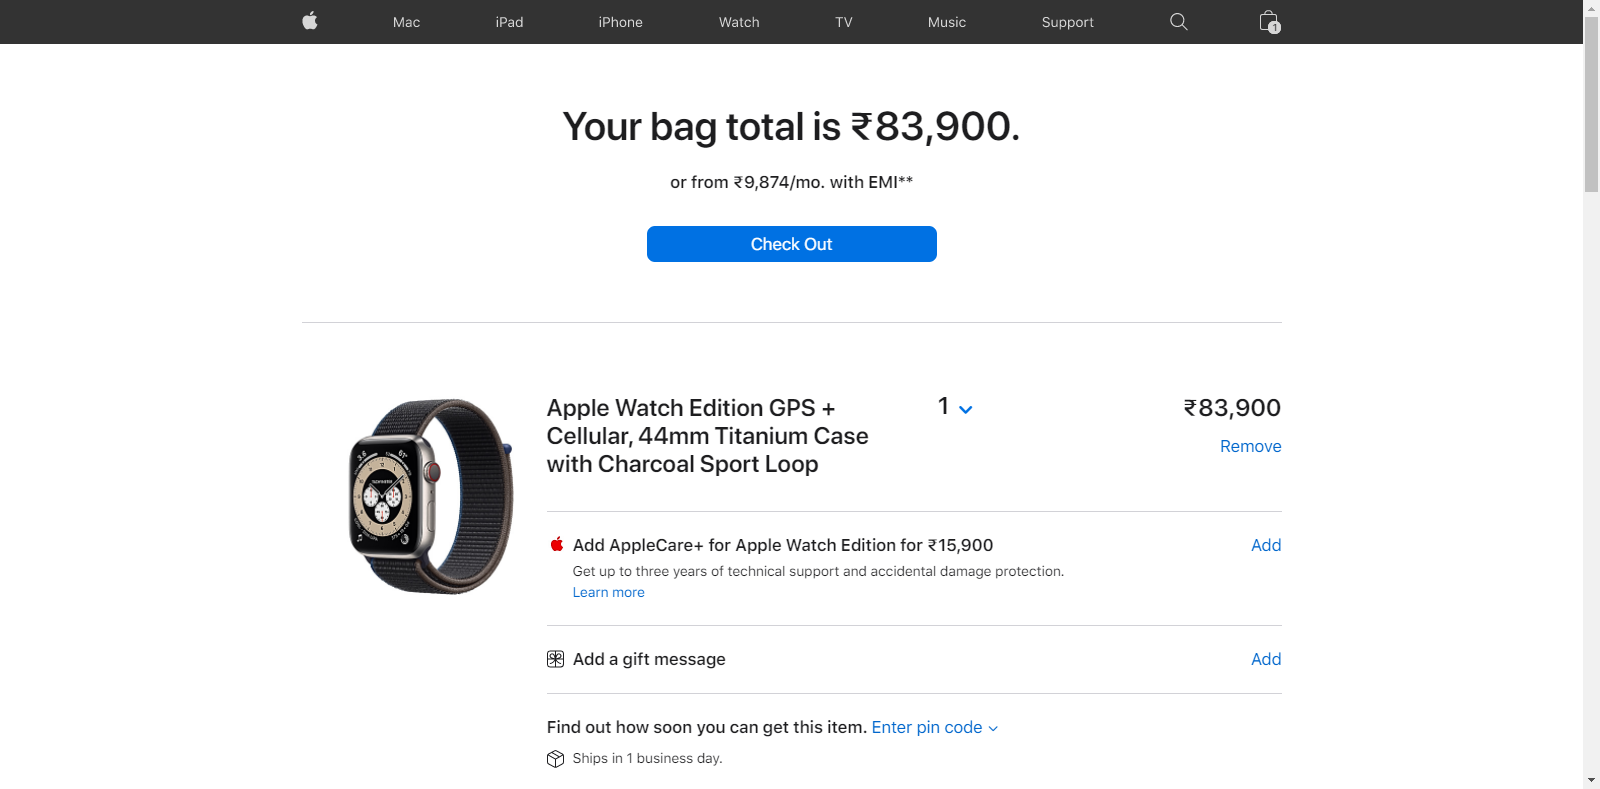 Mac iPad iPhone Watch TV Music Support 1
Your bag total is ₹83,900.
or from ₹9,874/mo. with EMI**
Check Out
Apple Watch Edition GPS +
Cellular, 44mm Titanium Case
with Charcoal Sport Loop
1
₹83,900
Remove
Add AppleCare+ for Apple Watch Edition for ₹15,900
Add
Get up to three years of technical support and accidental damage protection.
Learn more
Add a gift message
Add
Find out how soon you can get this item. Enter pin code
Ships in 1 business day.